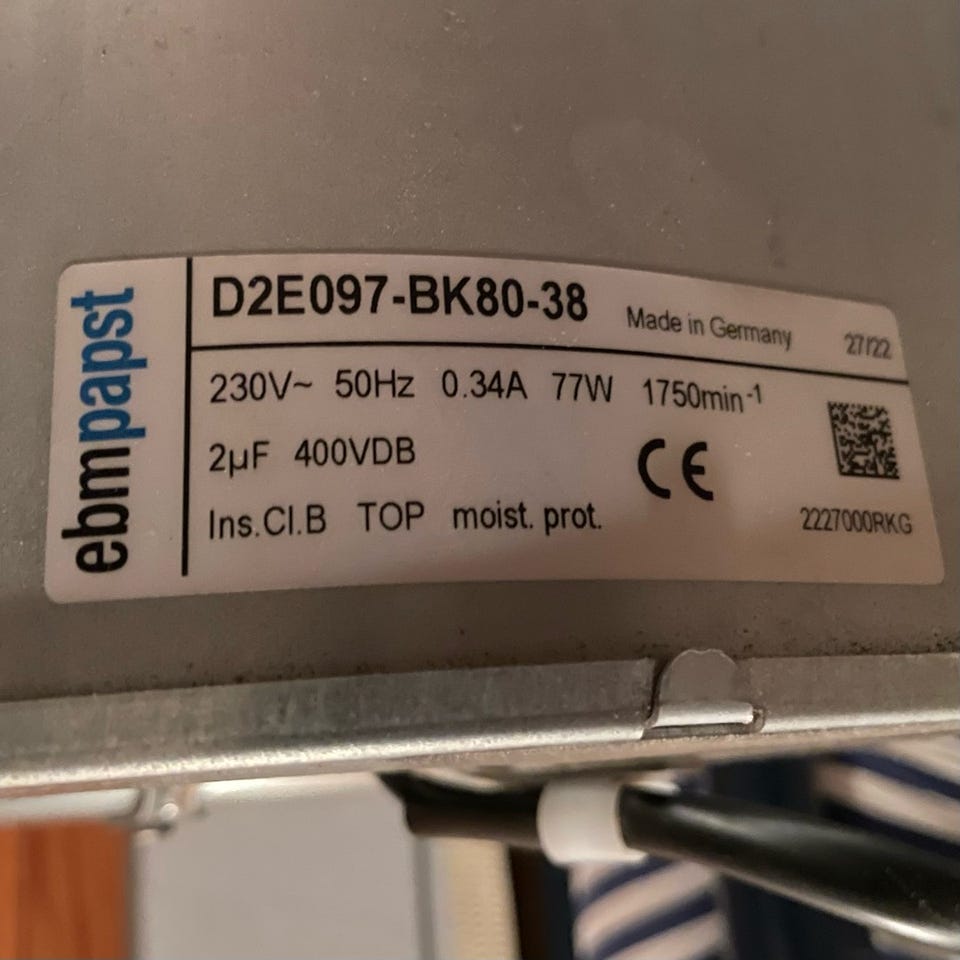 ebmpapst
D2E097-BK80-38 Made in Germany 27/22
230V~ 50Hz 0.34A 77W 1750min⁻¹
2µF 400VDB CE
Ins.Cl.B TOP moist. prot. 2227000RKG